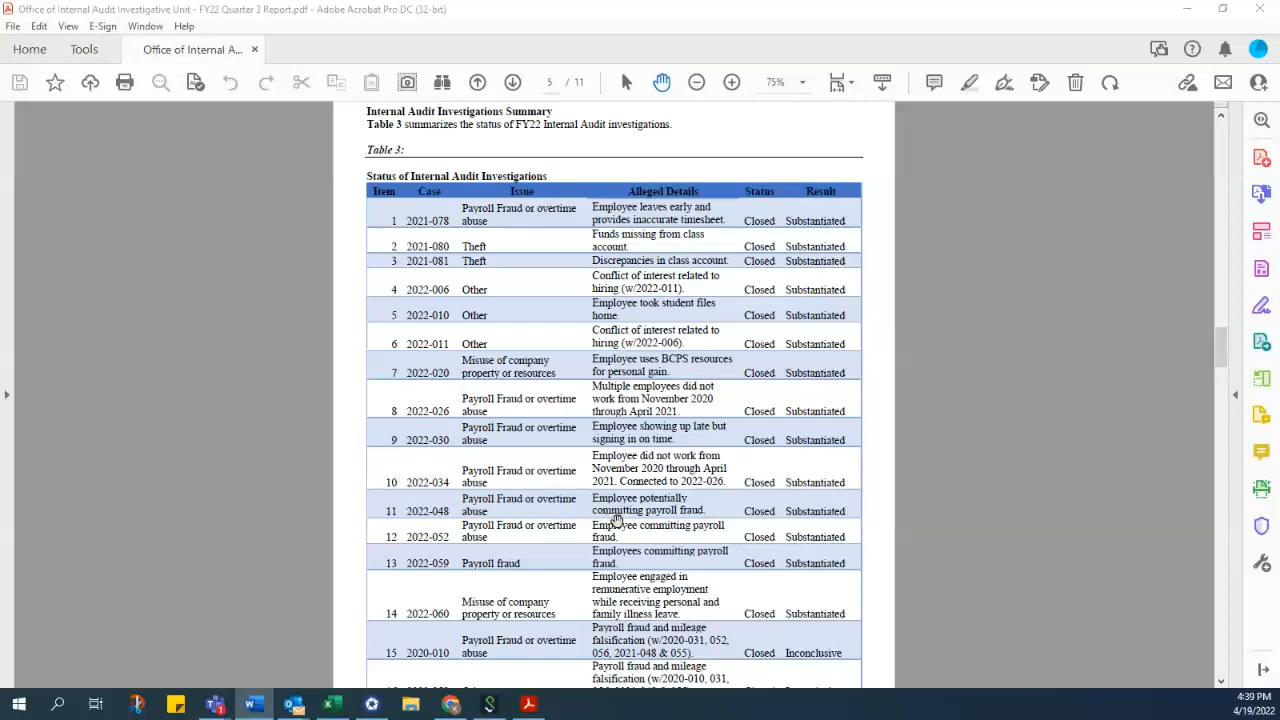 Office of Internal Audit Investigative Unit - FY22 Quarter 3 Report.pdf - Adobe Acrobat Pro DC (32-bit)
File Edit View E-Sign Window Help
Home Tools Office of Internal A... ×
5 / 11 75%
Internal Audit Investigations Summary
Table 3 summarizes the status of FY22 Internal Audit investigations.
Table 3:
Status of Internal Audit Investigations
Item Case Issue Alleged Details Status Result
1 2021-078 Payroll Fraud or overtime abuse Employee leaves early and provides inaccurate timesheet. Closed Substantiated
2 2021-080 Theft Funds missing from class account. Closed Substantiated
3 2021-081 Theft Discrepancies in class account. Closed Substantiated
4 2022-006 Other Conflict of interest related to hiring (w/2022-011). Closed Substantiated
5 2022-010 Other Employee took student files home. Closed Substantiated
6 2022-011 Other Conflict of interest related to hiring (w/2022-006). Closed Substantiated
7 2022-020 Misuse of company property or resources Employee uses BCPS resources for personal gain. Closed Substantiated
8 2022-026 Payroll Fraud or overtime abuse Multiple employees did not work from November 2020 through April 2021. Closed Substantiated
9 2022-030 Payroll Fraud or overtime abuse Employee showing up late but signing in on time. Closed Substantiated
10 2022-034 Payroll Fraud or overtime abuse Employee did not work from November 2020 through April 2021. Connected to 2022-026. Closed Substantiated
11 2022-048 Payroll Fraud or overtime abuse Employee potentially committing payroll fraud. Closed Substantiated
12 2022-052 Payroll Fraud or overtime abuse Employee committing payroll fraud. Closed Substantiated
13 2022-059 Payroll fraud Employees committing payroll fraud. Closed Substantiated
14 2022-060 Misuse of company property or resources Employee engaged in remunerative employment while receiving personal and family illness leave. Closed Substantiated
15 2020-010 Payroll Fraud or overtime abuse Payroll fraud and mileage falsification (w/2020-031, 052, 056, 2021-048 & 055). Closed Inconclusive
Payroll fraud and mileage
falsification (w/2020-010, 031,
4:39 PM
4/19/2022